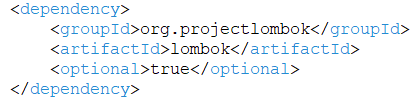 <dependency>
    <groupId>org.projectlombok</groupId>
    <artifactId>lombok</artifactId>
    <optional>true</optional>
</dependency>